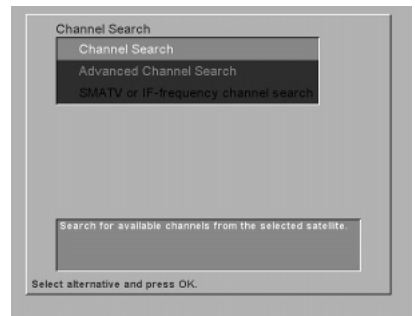 Channel Search
Channel Search
Advanced Channel Search
SMATV or IF-frequency channel search
Search for available channels from the selected satellite.
Select alternative and press OK.